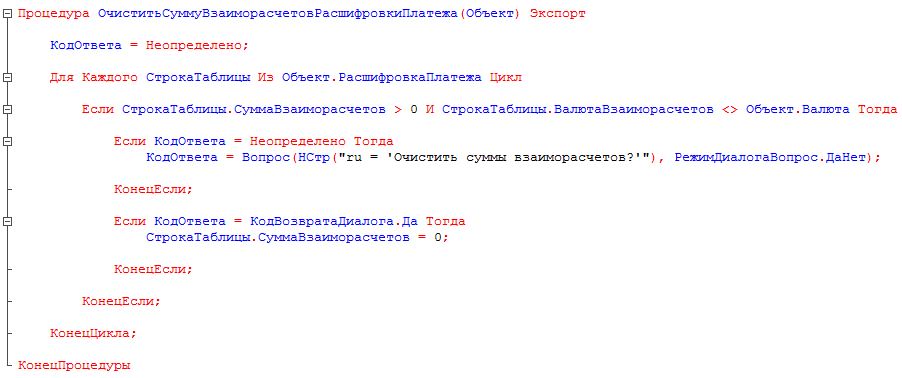 Процедура ОчиститьСуммуВзаиморасчетовРасшифровкиПлатежа(Объект) Экспорт
КодОтвета = Неопределено;
Для Каждого СтрокаТаблицы Из Объект.РасшифровкаПлатежа Цикл
Если СтрокаТаблицы.СуммаВзаиморасчетов > 0 И СтрокаТаблицы.ВалютаВзаиморасчетов <> Объект.Валюта Тогда
Если КодОтвета = Неопределено Тогда
КодОтвета = Вопрос(НСтр("ru = 'Очистить суммы взаиморасчетов?'"), РежимДиалогаВопрос.ДаНет);
КонецЕсли;
Если КодОтвета = КодВозвратаДиалога.Да Тогда
СтрокаТаблицы.СуммаВзаиморасчетов = 0;
КонецЕсли;
КонецЕсли;
КонецЦикла;
КонецПроцедуры